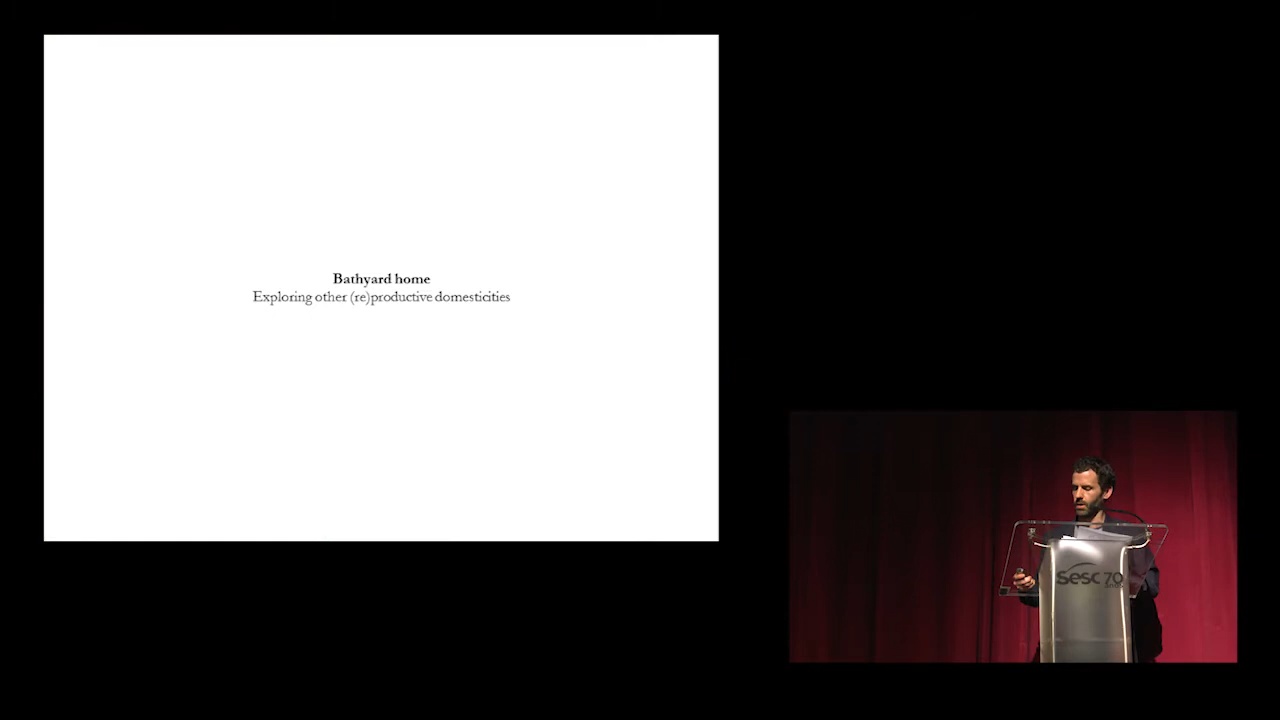 Bathyard home
Exploring other (re)productive domesticities
Sesc 70